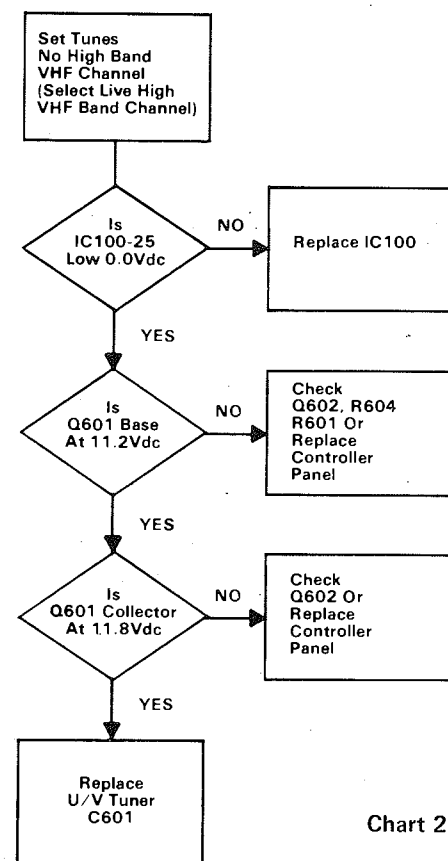 Set Tunes
No High Band
VHF Channel
(Select Live High
VHF Band Channel)
Is
IC100-25
Low 0.0Vdc
NO
Replace IC100
YES
Is
Q601 Base
At 11.2Vdc
NO
Check
Q602, R604
R601 Or
Replace
Controller
Panel
YES
Is
Q601 Collector
At 11.8Vdc
NO
Check
Q602 Or
Replace
Controller
Panel
YES
Replace
U/V Tuner
C601
Chart 2